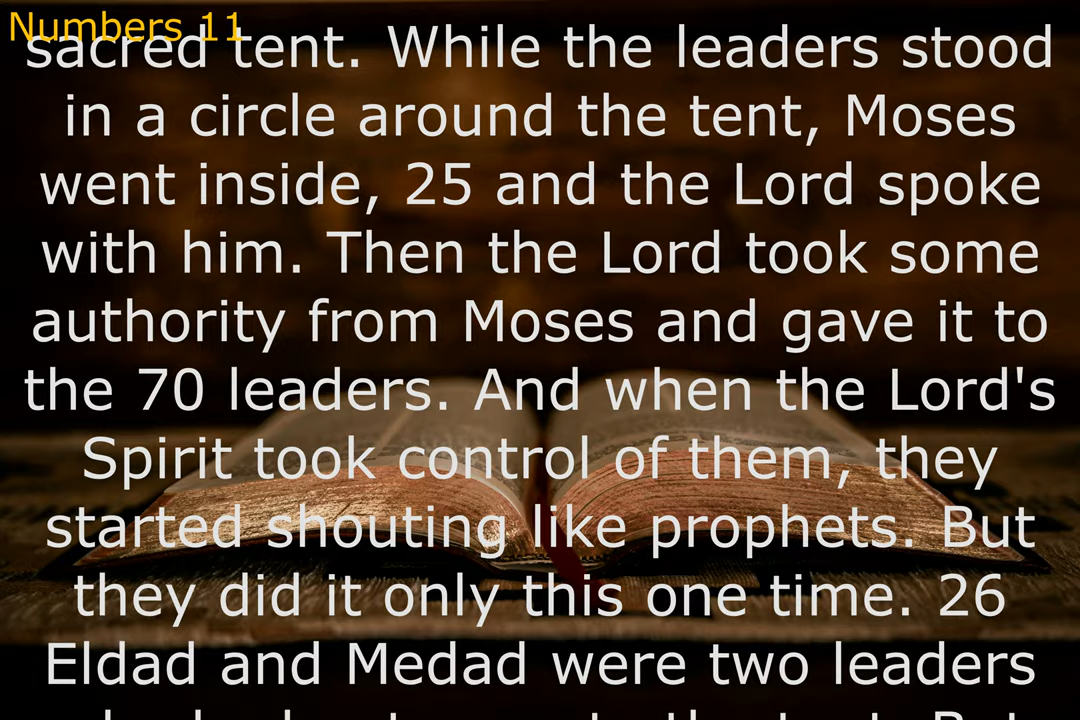 Numbers 11
sacred tent. While the leaders stood
in a circle around the tent, Moses
went inside, 25 and the Lord spoke
with him. Then the Lord took some
authority from Moses and gave it to
the 70 leaders. And when the Lord's
Spirit took control of them, they
started shouting like prophets. But
they did it only this one time. 26
Eldad and Medad were two leaders